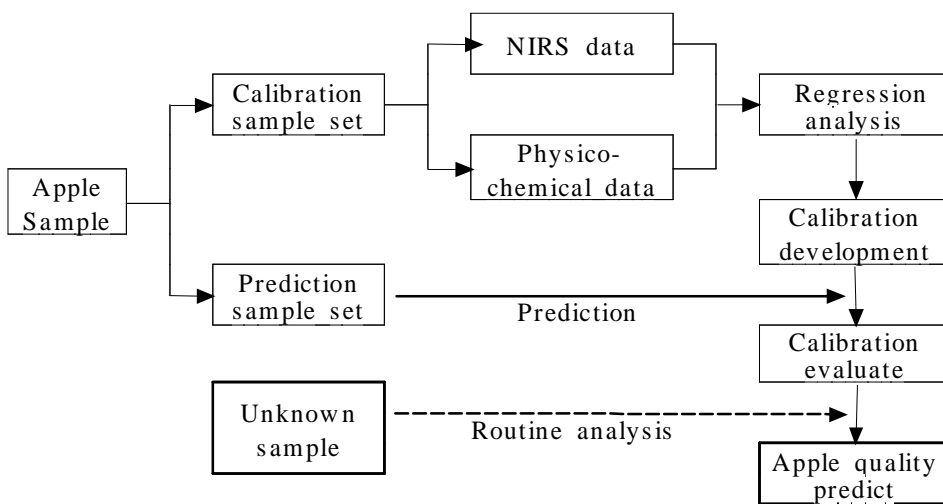 NIRS data
Calibration
sample set
Regression
analysis
Physico-
chemical data
Apple
Sample
Calibration
development
Prediction
sample set
Prediction
Calibration
evaluate
Unknown
sample
Routine analysis
Apple quality
predict